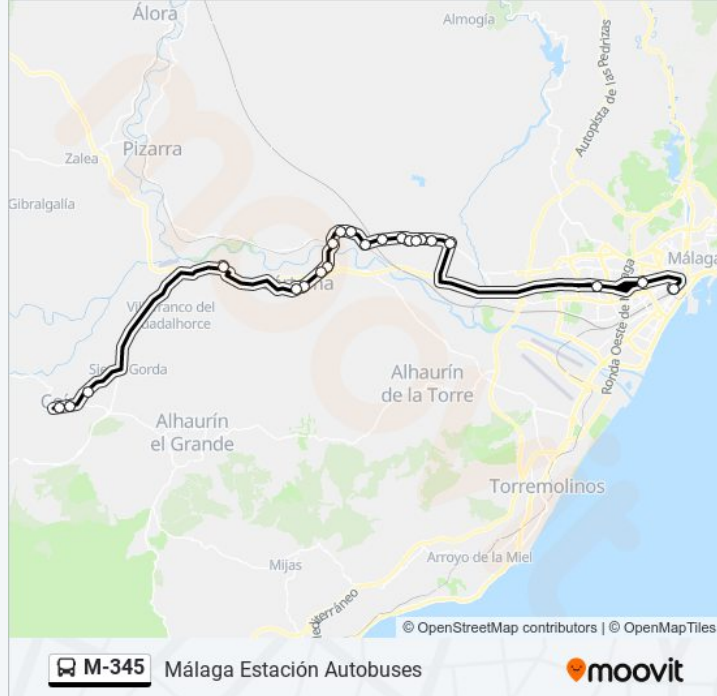 Álora
Almogía
Autopista de las Pedrizas
Zalea
Pizarra
Gibralgalía
Málaga
Villafranco del
Guadalhorce
Ronda Oeste de Málaga
Sierra Gorda
Alhaurín
de la Torre
Alhaurín
el Grande
Torremolinos
Arroyo de la Miel
Mijas
© OpenStreetMap contributors | © OpenMapTiles
M-345
Málaga Estación Autobuses
moovit